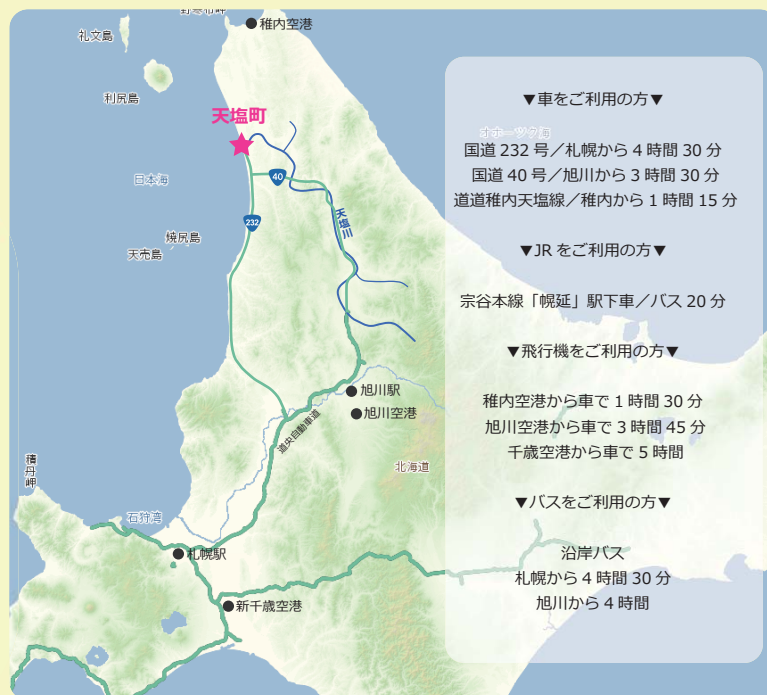 野寒布岬
稚内空港
礼文島
利尻島
天塩町
日本海
40
232
天塩川
焼尻島
天売島
旭川駅
旭川空港
道央自動車道
北海道
積丹岬
石狩湾
札幌駅
新千歳空港
▼車をご利用の方▼
オホーツク海
国道 232 号／札幌から 4 時間 30 分
国道 40 号／旭川から 3 時間 30 分
道道稚内天塩線／稚内から 1 時間 15 分
▼JR をご利用の方▼
宗谷本線「幌延」駅下車／バス 20 分
▼飛行機をご利用の方▼
稚内空港から車で 1 時間 30 分
旭川空港から車で 3 時間 45 分
千歳空港から車で 5 時間
▼バスをご利用の方▼
沿岸バス
札幌から 4 時間 30 分
旭川から 4 時間